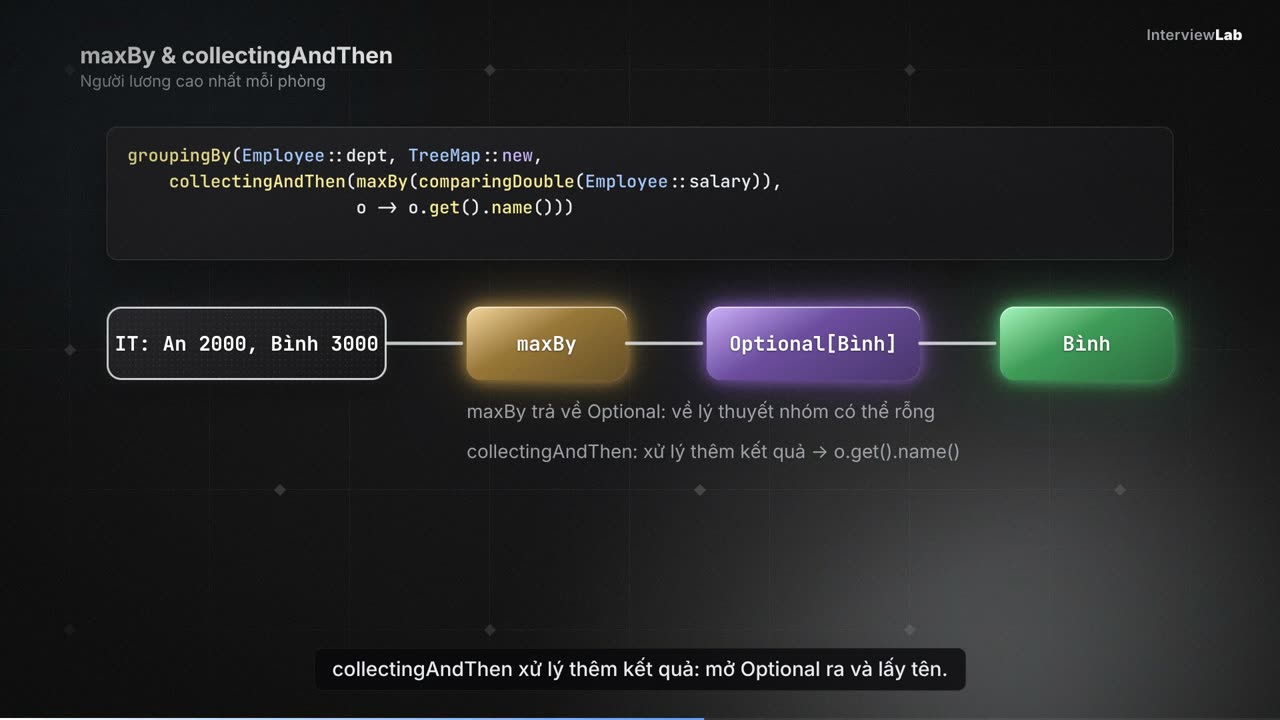 maxBy & collectingAndThen
InterviewLab
Người lương cao nhất mỗi phòng
groupingBy(Employee::dept, TreeMap::new,
collectingAndThen(maxBy(comparingDouble(Employee::salary)),
o -> o.get().name()))
IT: An 2000, Bình 3000
maxBy
Optional[Bình]
Bình
maxBy trả về Optional: về lý thuyết nhóm có thể rỗng
collectingAndThen: xử lý thêm kết quả → o.get().name()
collectingAndThen xử lý thêm kết quả: mở Optional ra và lấy tên.